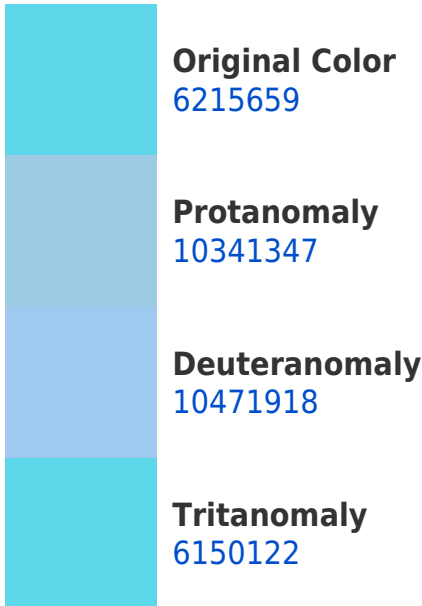 Original Color
6215659
Protanomaly
10341347
Deuteranomaly
10471918
Tritanomaly
6150122